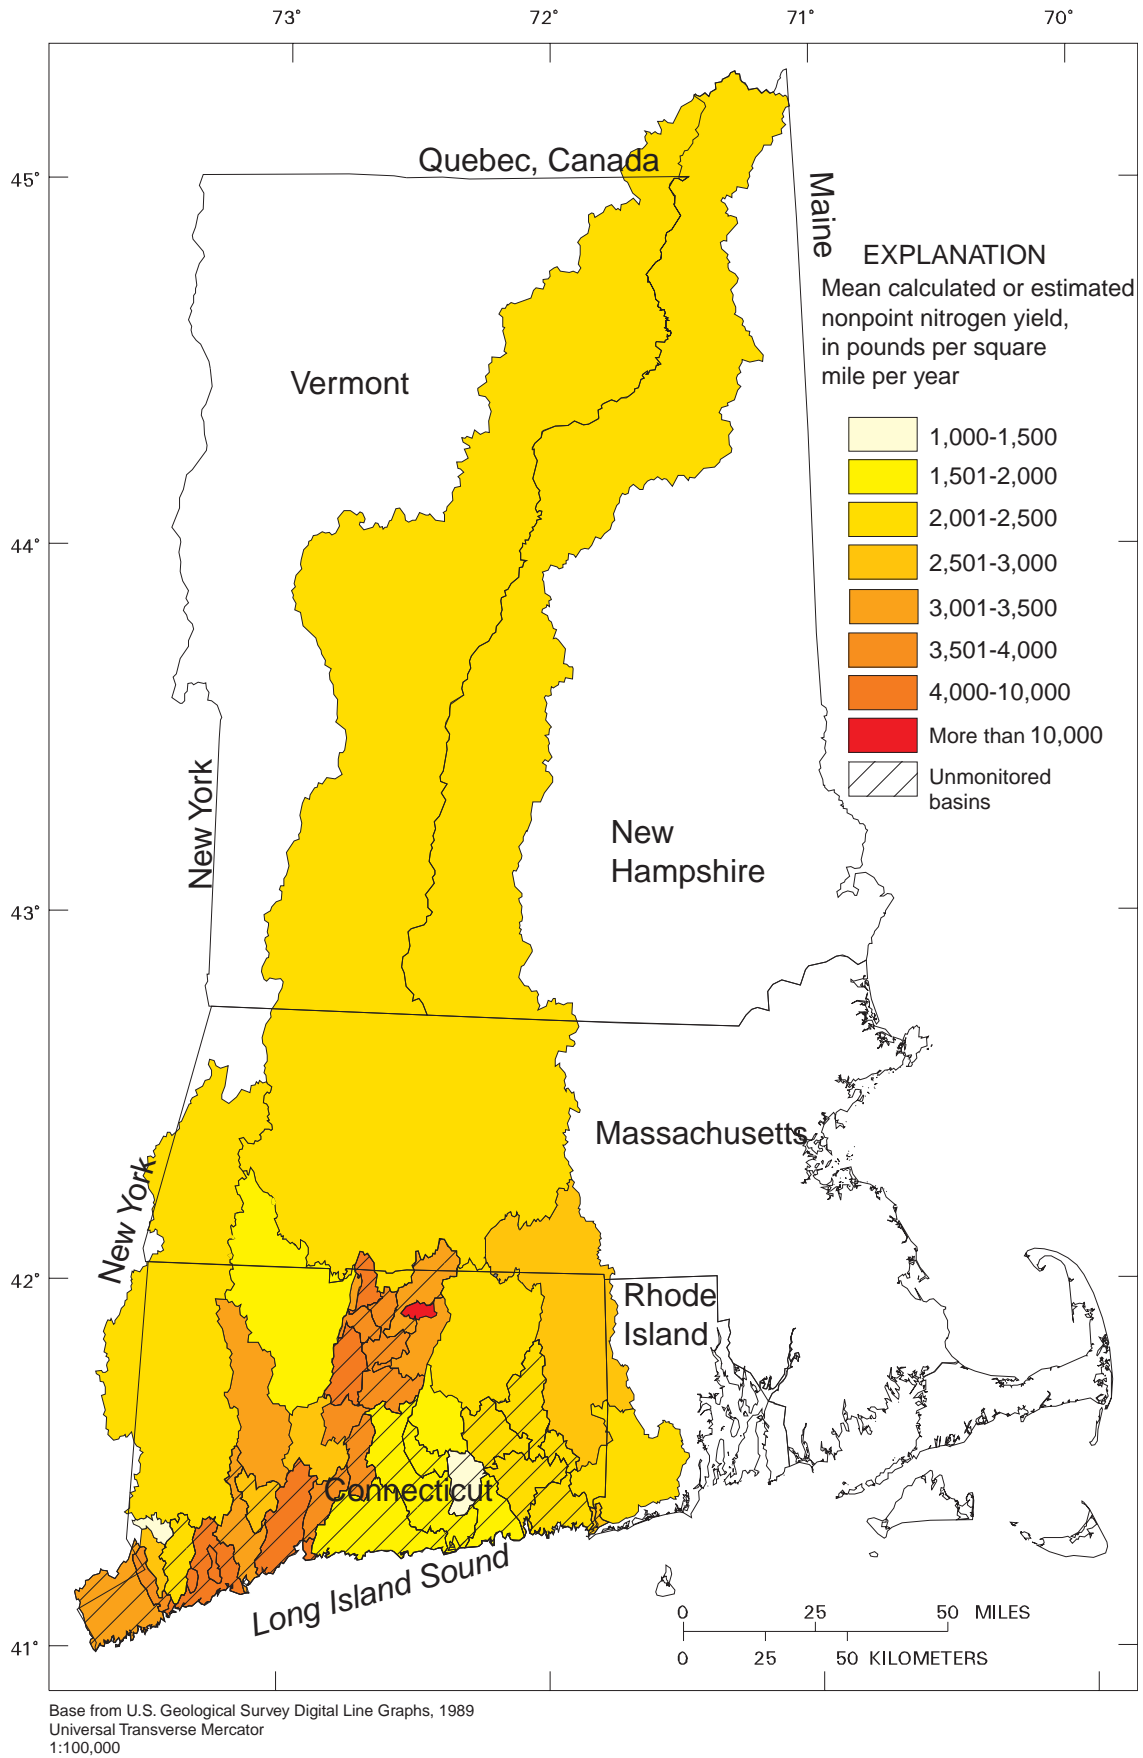 73° 72° 71° 70°
Quebec, Canada
45°
Maine
EXPLANATION
Mean calculated or estimated
nonpoint nitrogen yield,
in pounds per square
mile per year
Vermont
1,000-1,500
1,501-2,000
2,001-2,500
2,501-3,000
3,001-3,500
3,501-4,000
4,000-10,000
More than 10,000
Unmonitored
basins
44°
New York
New
Hampshire
43°
Massachusetts
New York
42°
Rhode
Island
Connecticut
Long Island Sound
0 25 50 MILES
0 25 50 KILOMETERS
41°
73° 72° 71° 70°
Base from U.S. Geological Survey Digital Line Graphs, 1989
Universal Transverse Mercator
1:100,000